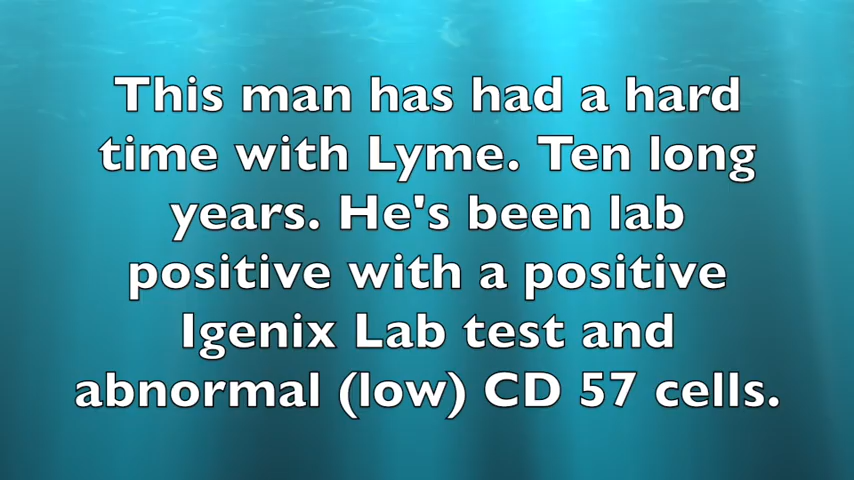 This man has had a hard
time with Lyme. Ten long
years. He's been lab
positive with a positive
Igenix Lab test and
abnormal (low) CD 57 cells.